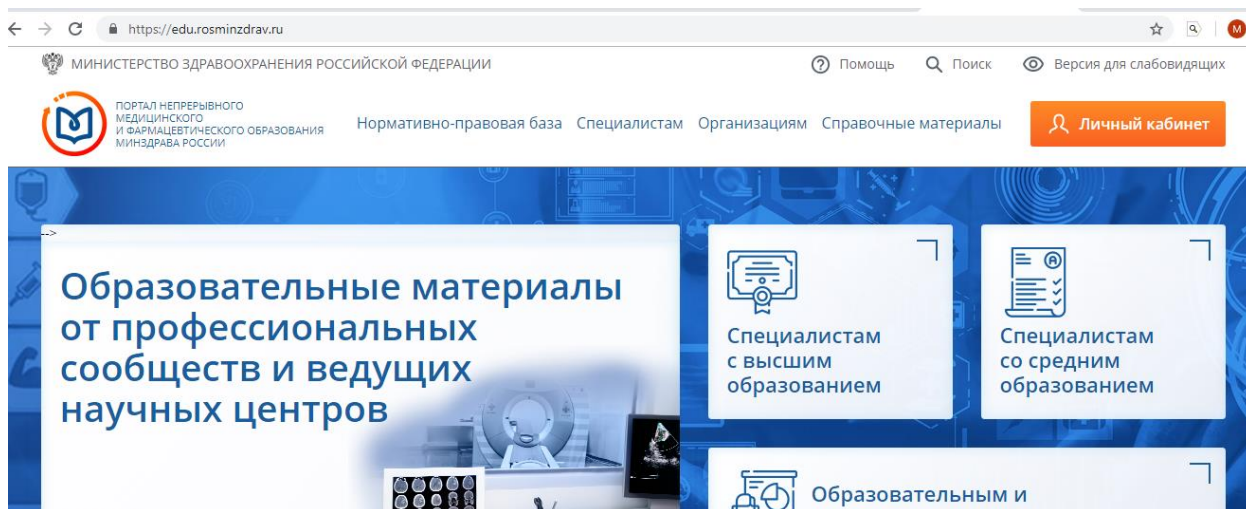 https://edu.rosminzdrav.ru
М
МИНИСТЕРСТВО ЗДРАВООХРАНЕНИЯ РОССИЙСКОЙ ФЕДЕРАЦИИ
Помощь
Поиск
Версия для слабовидящих
ПОРТАЛ НЕПРЕРЫВНОГО
МЕДИЦИНСКОГО
И ФАРМАЦЕВТИЧЕСКОГО ОБРАЗОВАНИЯ
МИНЗДРАВА РОССИИ
Нормативно-правовая база
Специалистам
Организациям
Справочные материалы
Личный кабинет
-->
Образовательные материалы
от профессиональных
сообществ и ведущих
научных центров
Специалистам
с высшим
образованием
Специалистам
со средним
образованием
Образовательным и